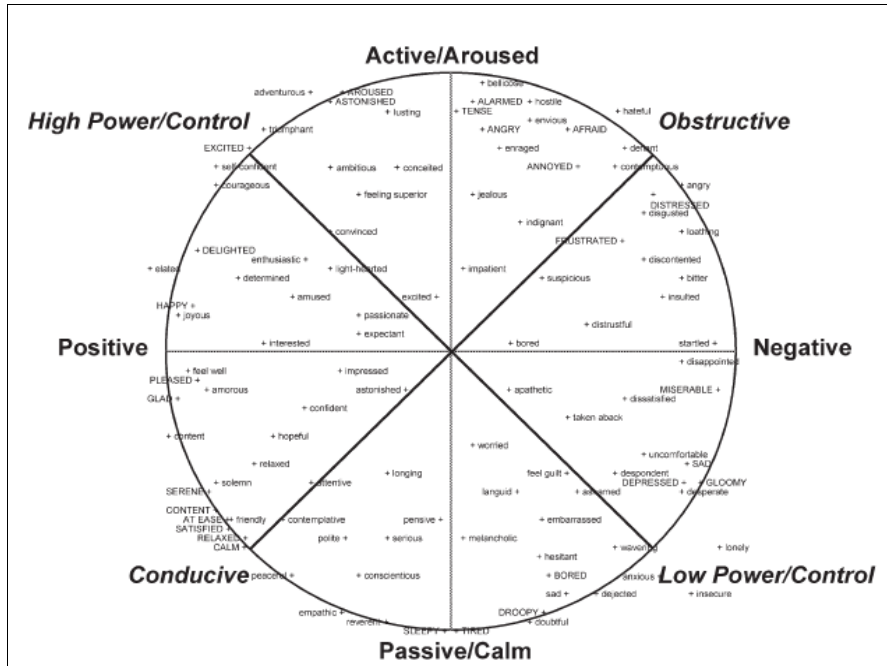 Active/Aroused
+ bellicose
adventurous +
+ AROUSED
+ ASTONISHED
+ ALARMED
+ hostile
+ lusting
+ TENSE
+ hateful
High Power/Control
+ envious
Obstructive
+ triumphant
+ ANGRY
+ AFRAID
EXCITED +
+ enraged
+ defiant
+ self-confident
+ ambitious
+ conceited
ANNOYED +
+ contemptuous
+ courageous
+ angry
+ feeling superior
+ jealous
+
DISTRESSED
+ disgusted
+ indignant
+ convinced
+ loathing
FRUSTRATED +
+ DELIGHTED
enthusiastic +
+ discontented
+ elated
+ light-hearted
+ impatient
+ determined
+ suspicious
+ bitter
+ amused
excited +
+ insulted
HAPPY +
+ joyous
+ passionate
+ distrustful
+ expectant
Positive
+ interested
+ bored
startled +
Negative
+ disappointed
+ feel well
+ impressed
PLEASED +
+ amorous
astonished +
+ apathetic
MISERABLE +
GLAD +
+ dissatisfied
+ confident
+ taken aback
+ content
+ hopeful
+ worried
+ uncomfortable
+ relaxed
+ SAD
+ solemn
+ attentive
+ longing
feel guilt +
+ despondent
DEPRESSED +
+ GLOOMY
SERENE +
languid +
+ ashamed
+ desperate
CONTENT +
AT EASE +
+ friendly
+ contemplative
pensive +
+ embarrassed
SATISFIED +
RELAXED +
polite +
+ serious
+ melancholic
CALM +
+ wavering
+ lonely
+ hesitant
Conducive
peaceful +
+ conscientious
+ BORED
anxious +
Low Power/Control
sad +
+ dejected
+ insecure
empathic +
DROOPY +
reverent +
+ doubtful
SLEEPY +
+ TIRED
Passive/Calm